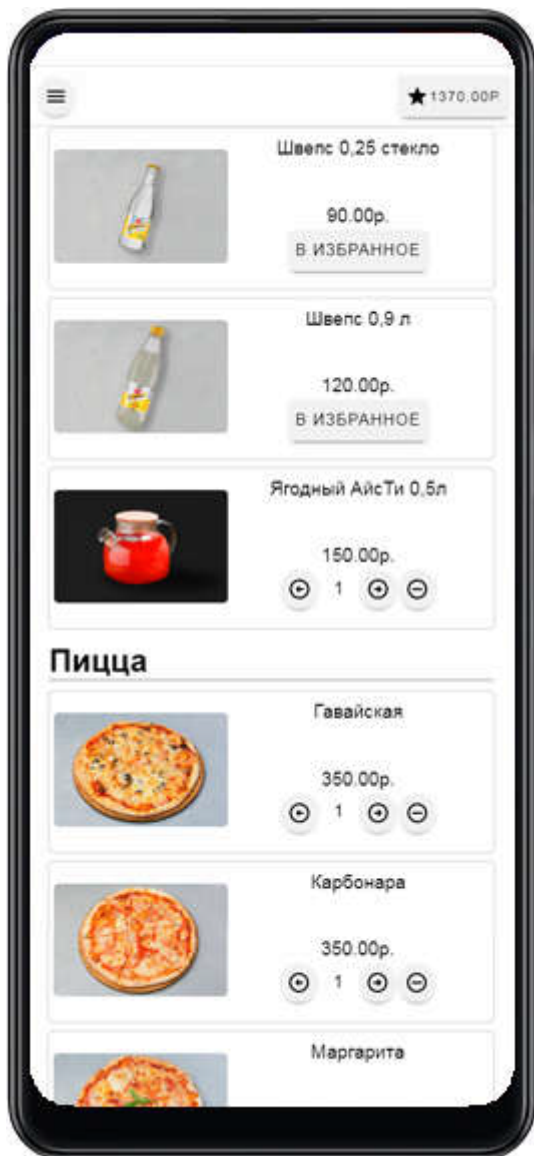 1370.00Р
Швепс 0,25 стекло
90.00р.
В ИЗБРАННОЕ
Швепс 0,9 л
120.00р.
В ИЗБРАННОЕ
Ягодный АйсТи 0,5л
150.00р.
1
Пицца
Гавайская
350.00р.
1
Карбонара
350.00р.
1
Маргарита